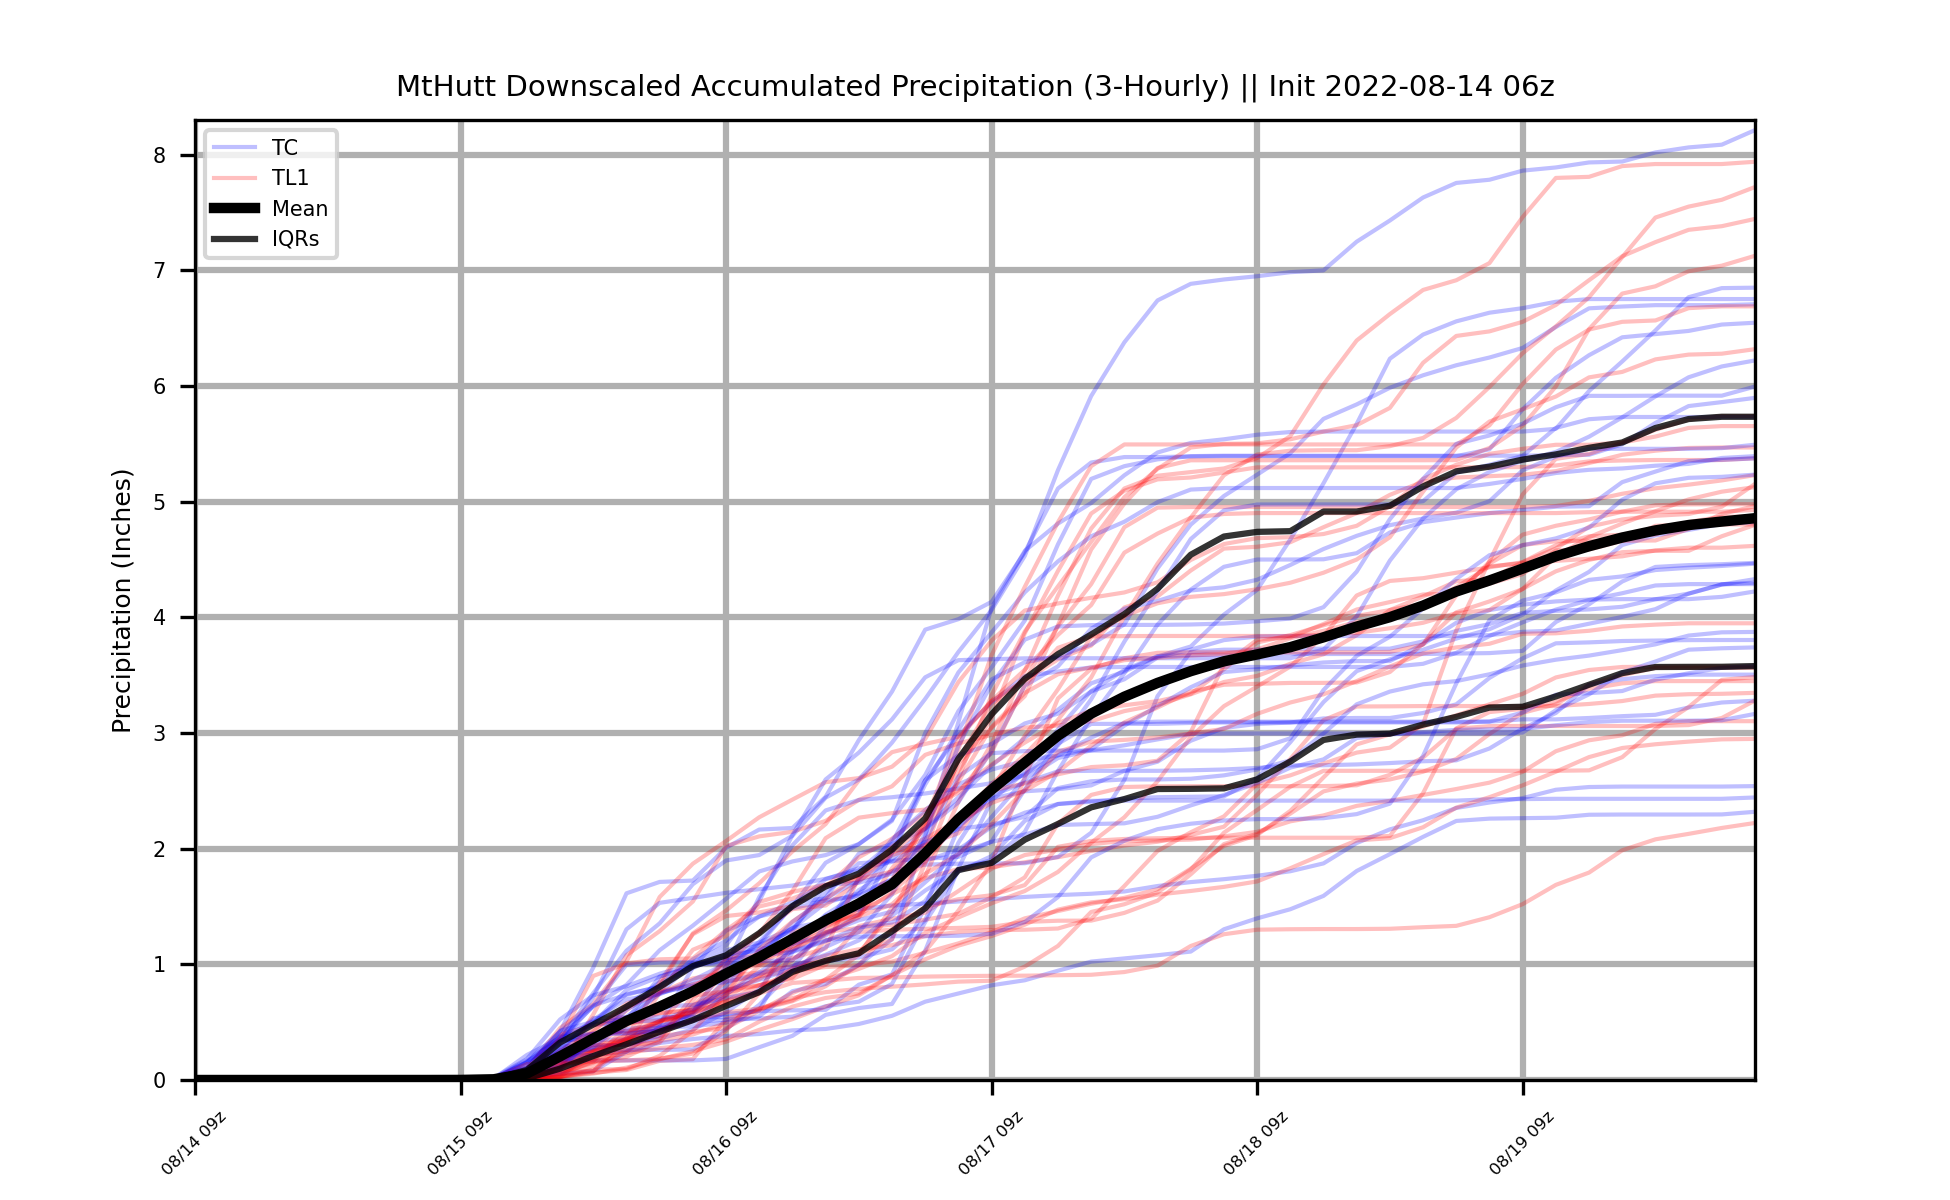 MtHutt Downscaled Accumulated Precipitation (3-Hourly) || Init 2022-08-14 06z
TC
TL1
Mean
IQRs
Precipitation (Inches)
8
7
6
5
4
3
2
1
0
08/14 09z
08/15 09z
08/16 09z
08/17 09z
08/18 09z
08/19 09z